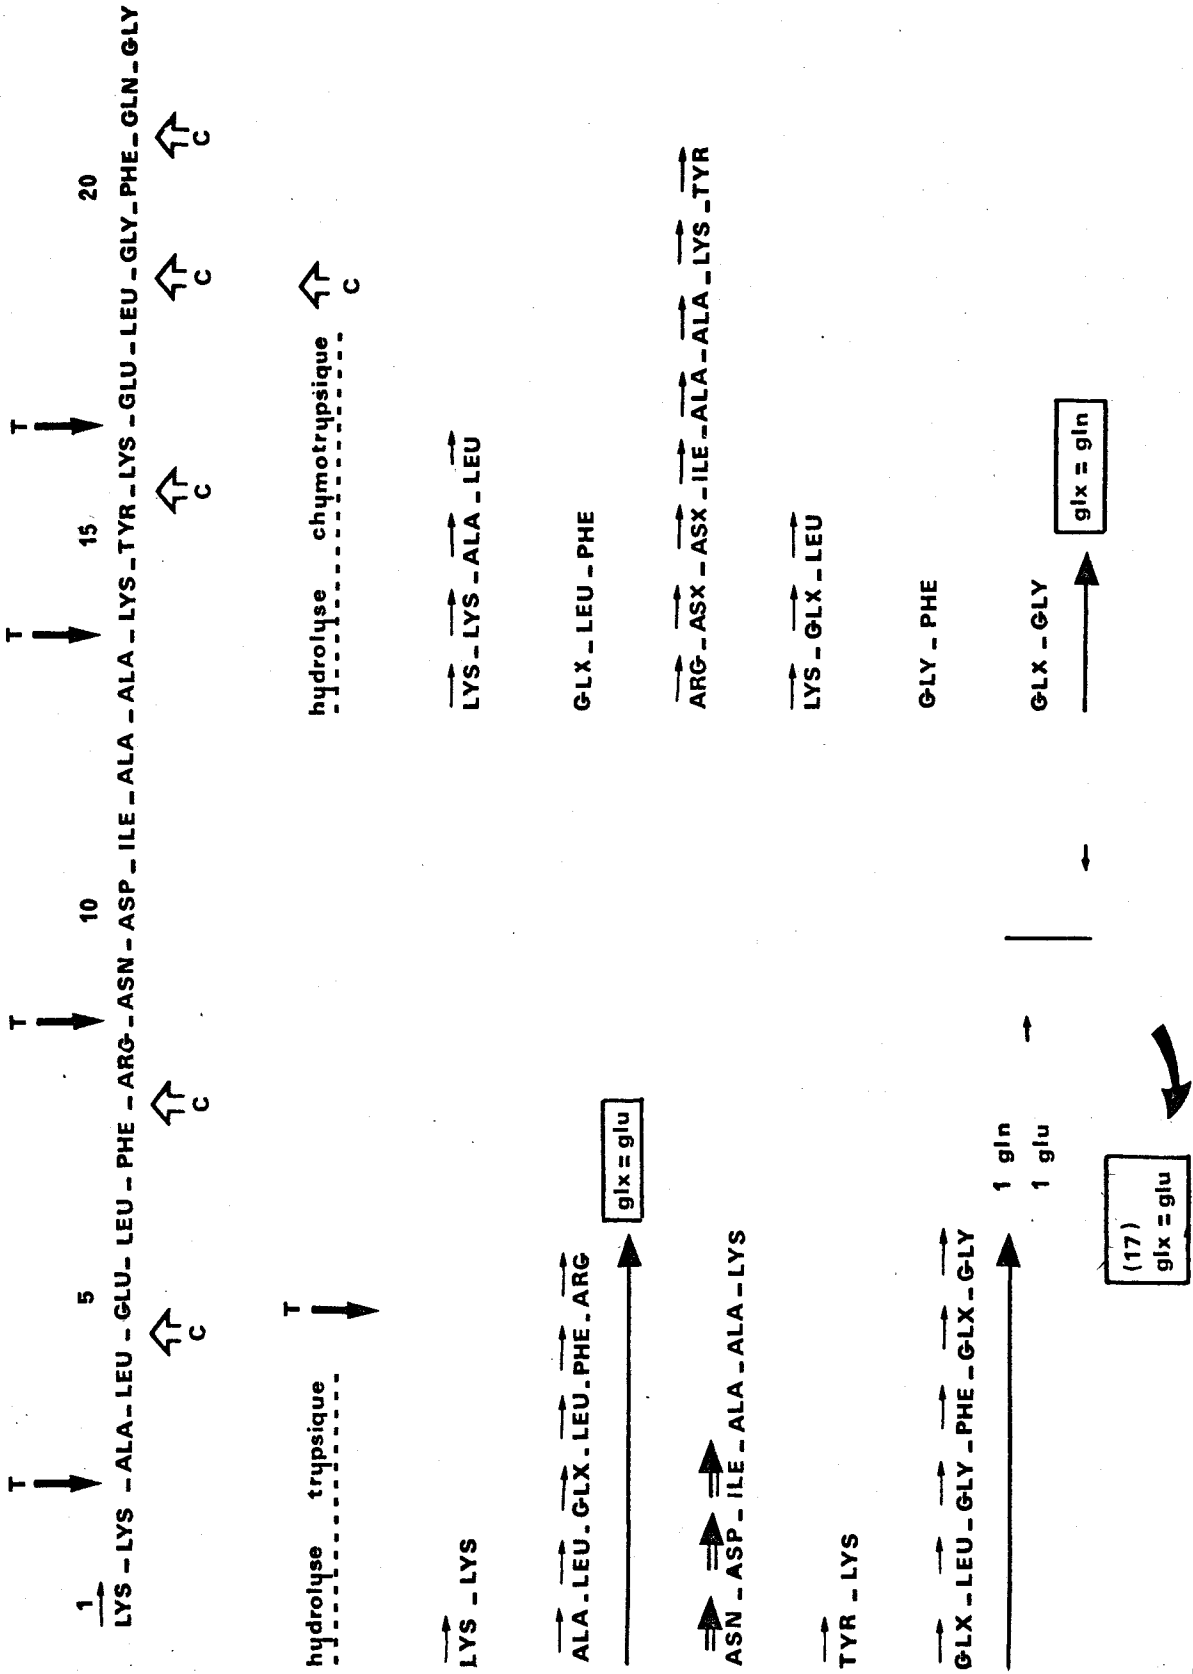 T T T T
1 5 10 15 20
LYS - LYS - ALA - LEU - GLU - LEU - PHE - ARG - ASN - ASP - ILE - ALA - ALA - LYS - TYR - LYS - GLU - LEU - GLY - PHE - GLN - GLY
C C C C C
hydrolyse trypsique
T
LYS - LYS
ALA - LEU - GLX - LEU - PHE - ARG
glx = glu
ASN - ASP - ILE - ALA - ALA - LYS
TYR - LYS
GLX - LEU - GLY - PHE - GLX - GLY
1 gln
1 glu
(17)
glx = glu
hydrolyse chymotrypsique
C
LYS - LYS - ALA - LEU
GLX - LEU - PHE
ARG - ASX - ASX - ILE - ALA - ALA - LYS - TYR
LYS - GLX - LEU
GLY - PHE
GLX - GLY
glx = gln